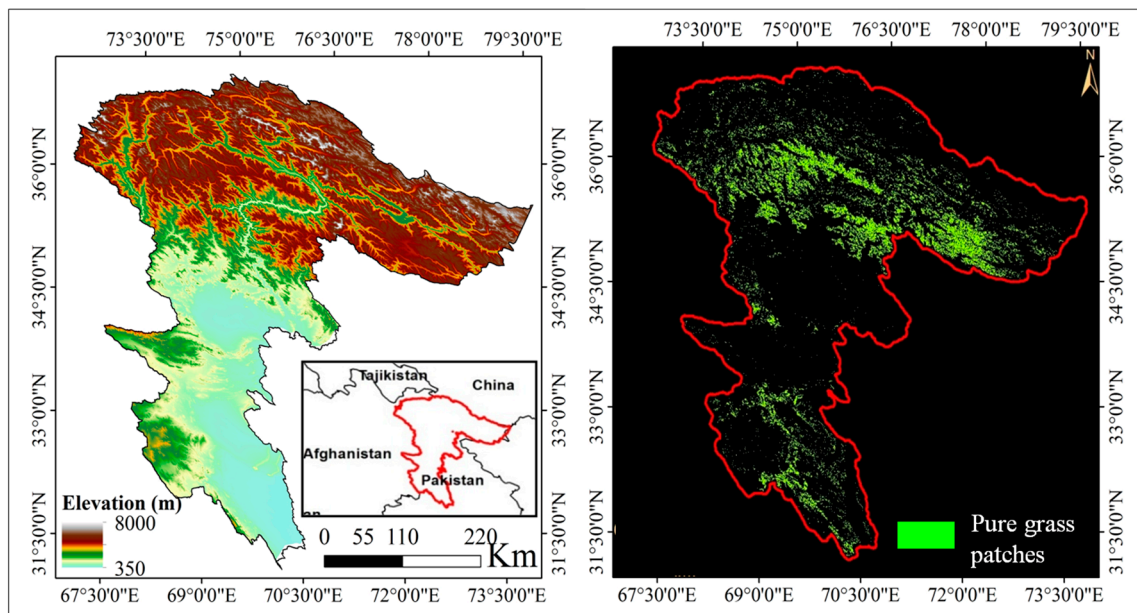 73°30'0"E 75°0'0"E 76°30'0"E 78°0'0"E 79°30'0"E
36°0'0"N
34°30'0"N
33°0'0"N
31°30'0"N
36°0'0"N
34°30'0"N
33°0'0"N
31°30'0"N
Tajikistan
China
Afghanistan
Pakistan
Elevation (m)
8000
350
0 55 110 220
Km
67°30'0"E 69°0'0"E 70°30'0"E 72°0'0"E 73°30'0"E
73°30'0"E 75°0'0"E 76°30'0"E 78°0'0"E 79°30'0"E
N
36°0'0"N
34°30'0"N
33°0'0"N
31°30'0"N
36°0'0"N
34°30'0"N
33°0'0"N
31°30'0"N
Pure grass
patches
67°30'0"E 69°0'0"E 70°30'0"E 72°0'0"E 73°30'0"E